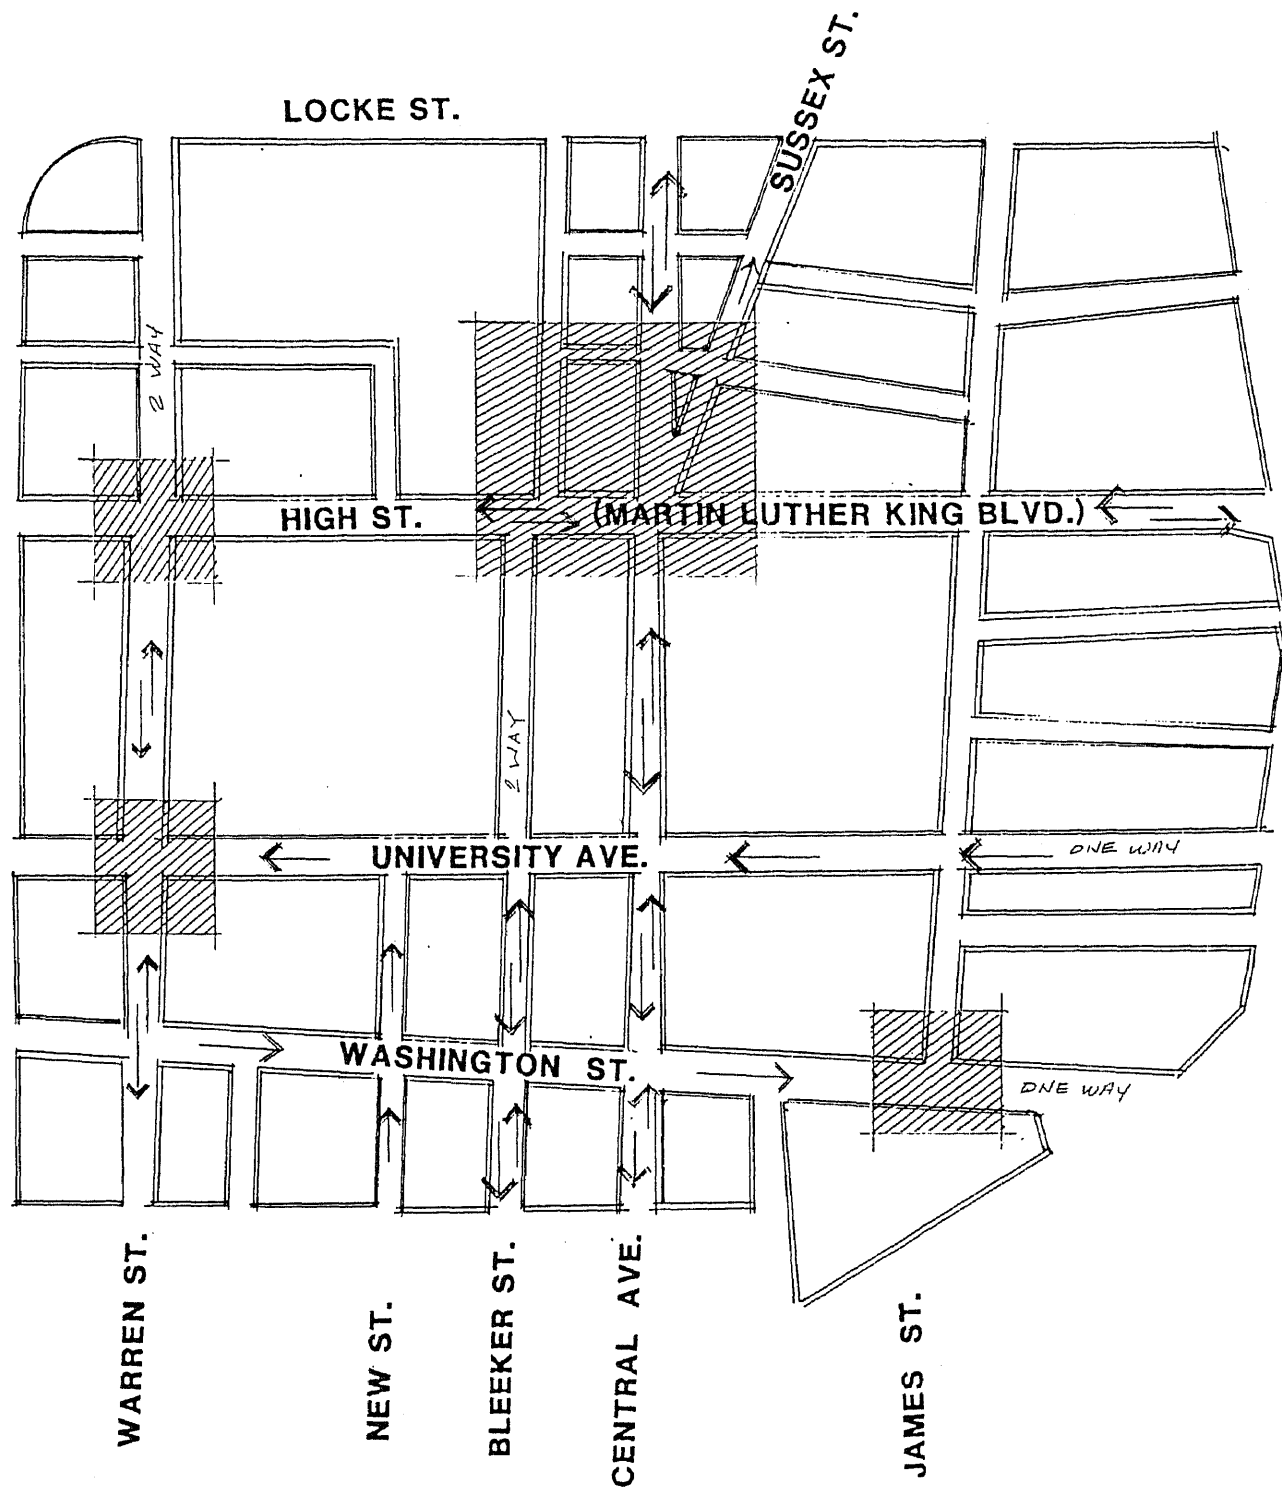 SUSSEX ST.
LOCKE ST.
2 WAY
HIGH ST.
(MARTIN LUTHER KING BLVD.)
2 WAY
UNIVERSITY AVE.
ONE WAY
WASHINGTON ST.
ONE WAY
WARREN ST.
NEW ST.
BLEEKER ST.
CENTRAL AVE.
JAMES ST.